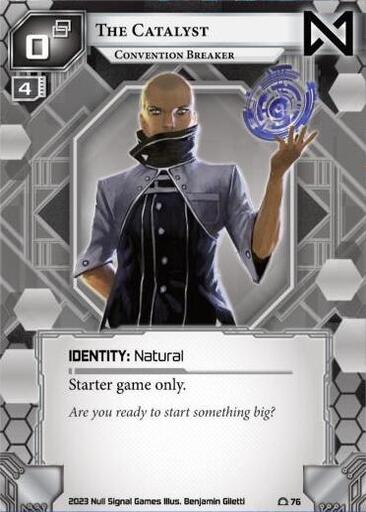 0
THE CATALYST
CONVENTION BREAKER
4
IDENTITY: Natural
Starter game only.
Are you ready to start something big?
2023 Null Signal Games Illus. Benjamin Giletti 76